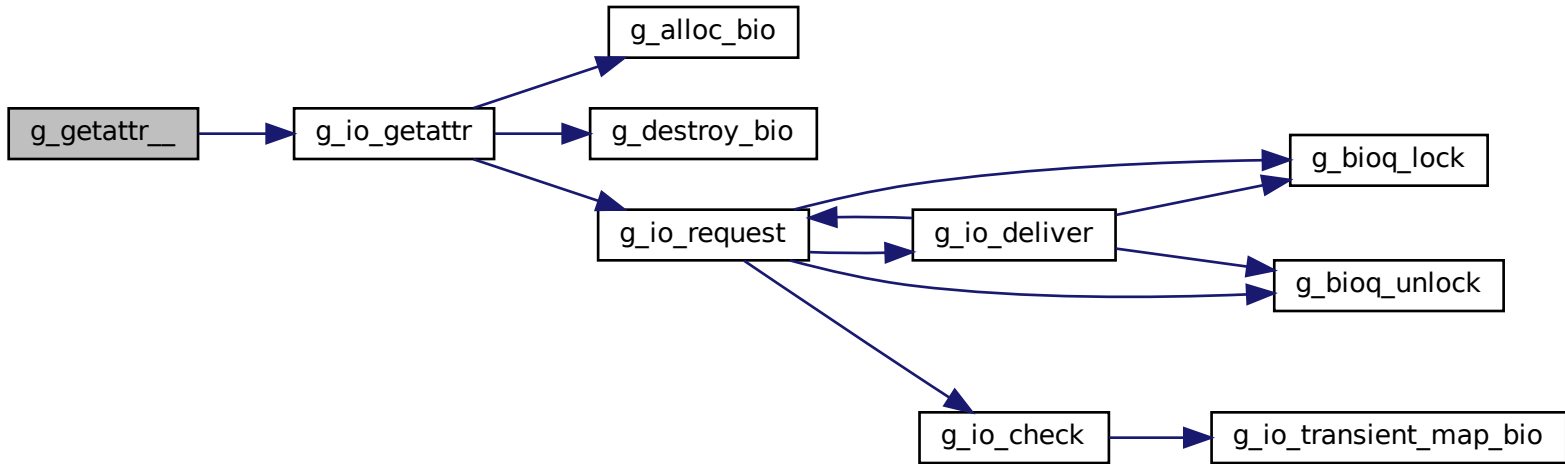 g_alloc_bio
g_getattr__
g_io_getattr
g_destroy_bio
g_bioq_lock
g_io_request
g_io_deliver
g_bioq_unlock
g_io_check
g_io_transient_map_bio